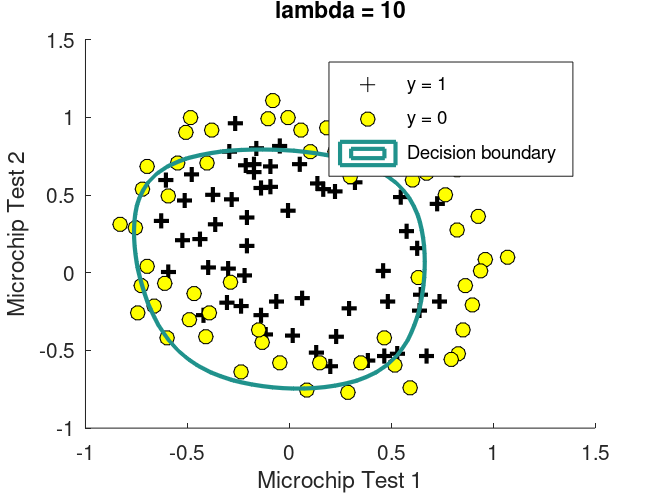 lambda = 10
1.5
1
0.5
0
-0.5
-1
-1
-0.5
0
0.5
1
1.5
Microchip Test 2
Microchip Test 1
y = 1
y = 0
Decision boundary